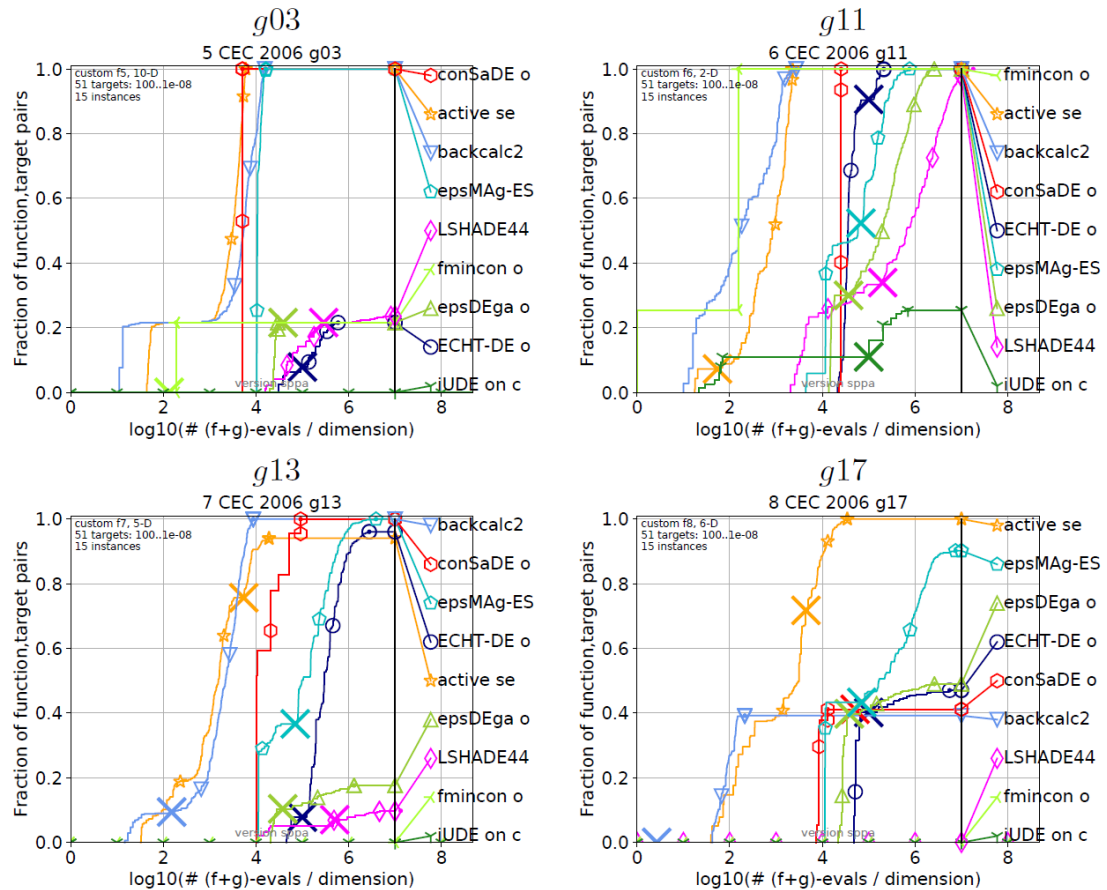 g03
5 CEC 2006 g03
custom f5, 10-D
51 targets: 100..1e-08
15 instances
1.0
0.8
0.6
0.4
0.2
0.0
Fraction of function,target pairs
conSaDE o
active se
backcalc2
epsMAg-ES
LSHADE44
fmincon o
epsDEga o
ECHT-DE o
jUDE on c
version sppa
0 2 4 6 8
log10(# (f+g)-evals / dimension)
g11
6 CEC 2006 g11
custom f6, 2-D
51 targets: 100..1e-08
15 instances
1.0
0.8
0.6
0.4
0.2
0.0
Fraction of function,target pairs
fmincon o
active se
backcalc2
conSaDE o
ECHT-DE o
epsMAg-ES
epsDEga o
LSHADE44
jUDE on c
version sppa
0 2 4 6 8
log10(# (f+g)-evals / dimension)
g13
7 CEC 2006 g13
custom f7, 5-D
51 targets: 100..1e-08
15 instances
1.0
0.8
0.6
0.4
0.2
0.0
Fraction of function,target pairs
backcalc2
conSaDE o
epsMAg-ES
ECHT-DE o
active se
epsDEga o
LSHADE44
fmincon o
jUDE on c
version sppa
0 2 4 6 8
log10(# (f+g)-evals / dimension)
g17
8 CEC 2006 g17
custom f8, 6-D
51 targets: 100..1e-08
15 instances
1.0
0.8
0.6
0.4
0.2
0.0
Fraction of function,target pairs
active se
epsMAg-ES
epsDEga o
ECHT-DE o
conSaDE o
backcalc2
LSHADE44
fmincon o
jUDE on c
version sppa
0 2 4 6 8
log10(# (f+g)-evals / dimension)